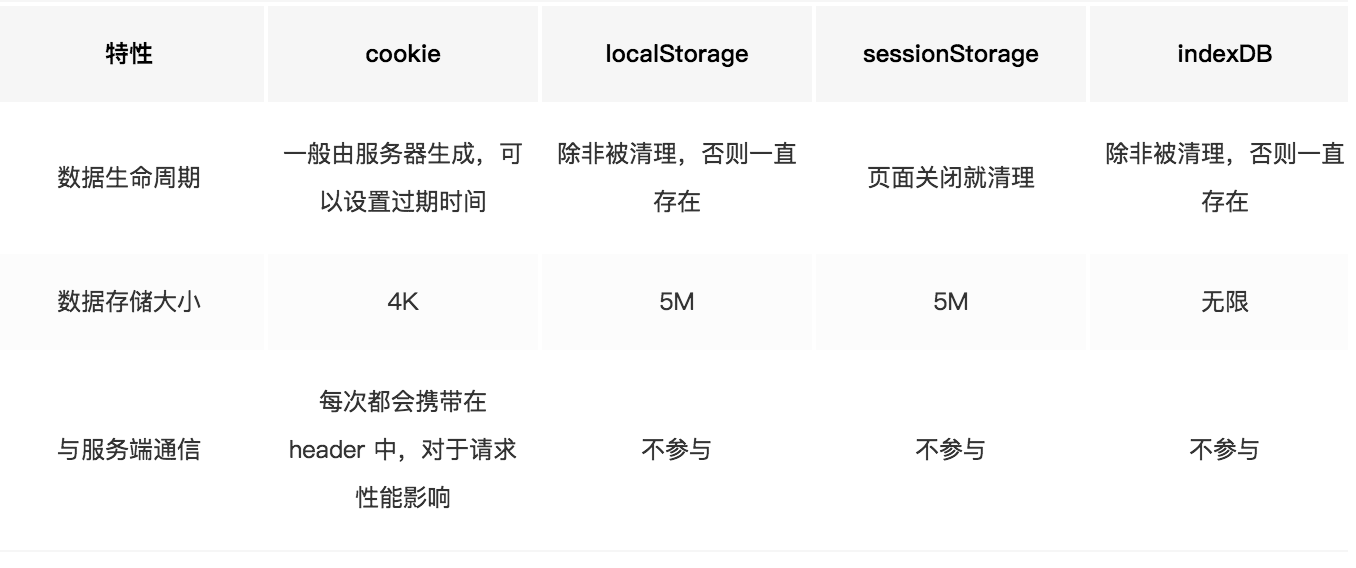 特性 cookie localStorage sessionStorage indexDB
数据生命周期
一般由服务器生成，可
以设置过期时间
除非被清理，否则一直
存在
页面关闭就清理
除非被清理，否则一直
存在
数据存储大小 4K 5M 5M 无限
与服务端通信
每次都会携带在
header 中，对于请求
性能影响
不参与
不参与
不参与